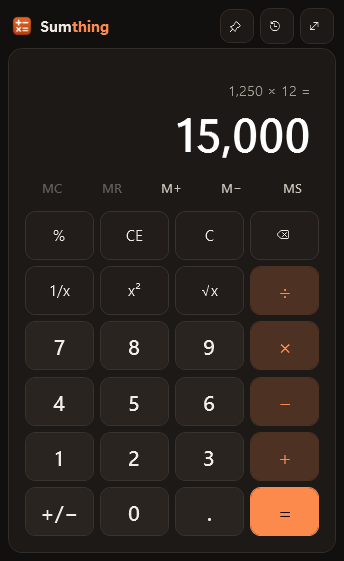 Sumthing
1,250 × 12 =
15,000
MC MR M+ M− MS
% CE C
1/x x² √x ÷
7 8 9 ×
4 5 6 −
1 2 3 +
+/− 0 . =